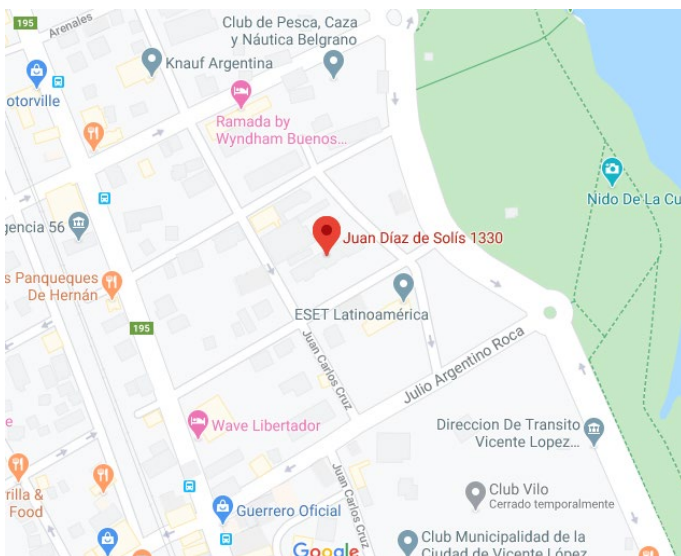 195
Arenales
Club de Pesca, Caza
y Náutica Belgrano
Knauf Argentina
otorville
Ramada by
Wyndham Buenos...
Nido De La Cu
gencia 56
Juan Díaz de Solís 1330
s Panqueques
De Hernán
ESET Latinoamérica
195
Juan Carlos Cruz
Julio Argentino Roca
e
Wave Libertador
Direccion De Transito
Vicente Lopez...
rilla &
Food
Juan Carlos Cruz
Club Vilo
Cerrado temporalmente
Guerrero Oficial
Google
Club Municipalidad de la
Ciudad de Vicente López